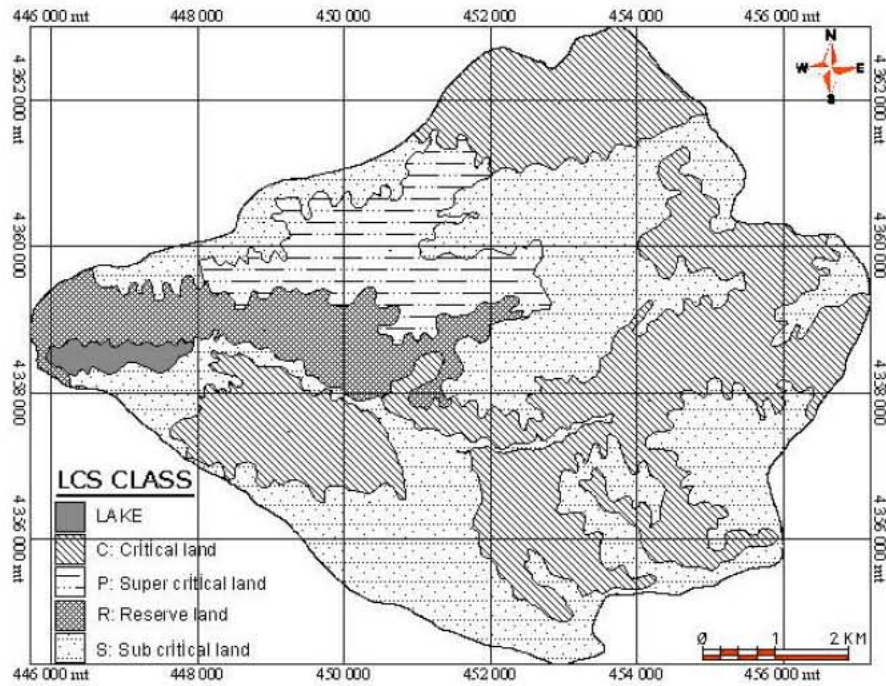 446 000 mt 448 000 450 000 452 000 454 000 456 000 mt
N
W E
S
4 362 000 mt
4 362 000 mt
4 360 000
4 360 000
4 358 000
4 358 000
4 356 000 mt
4 356 000 mt
LCS CLASS
LAKE
C: Critical land
P: Super critical land
R: Reserve land
S: Sub critical land
0 1 2 KM
446 000 mt 448 000 450 000 452 000 454 000 456 000 mt